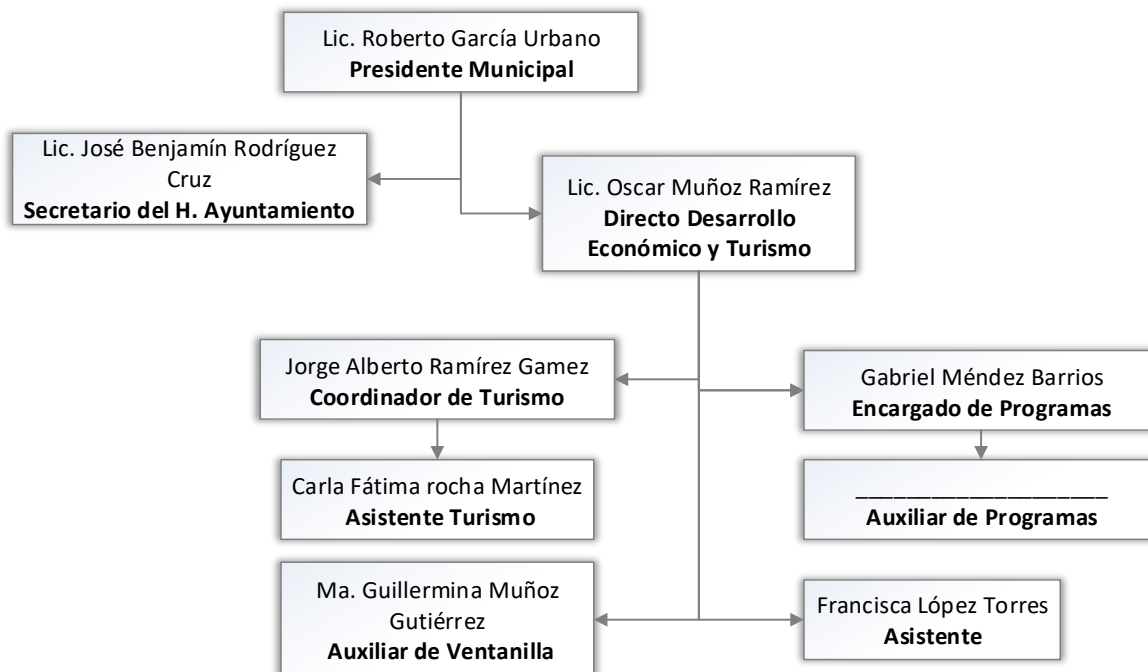 Lic. Roberto García Urbano
Presidente Municipal
Lic. José Benjamín Rodríguez
Cruz
Secretario del H. Ayuntamiento
Lic. Oscar Muñoz Ramírez
Directo Desarrollo
Económico y Turismo
Jorge Alberto Ramírez Gamez
Coordinador de Turismo
Gabriel Méndez Barrios
Encargado de Programas
Carla Fátima rocha Martínez
Asistente Turismo
____________________
Auxiliar de Programas
Ma. Guillermina Muñoz
Gutiérrez
Auxiliar de Ventanilla
Francisca López Torres
Asistente